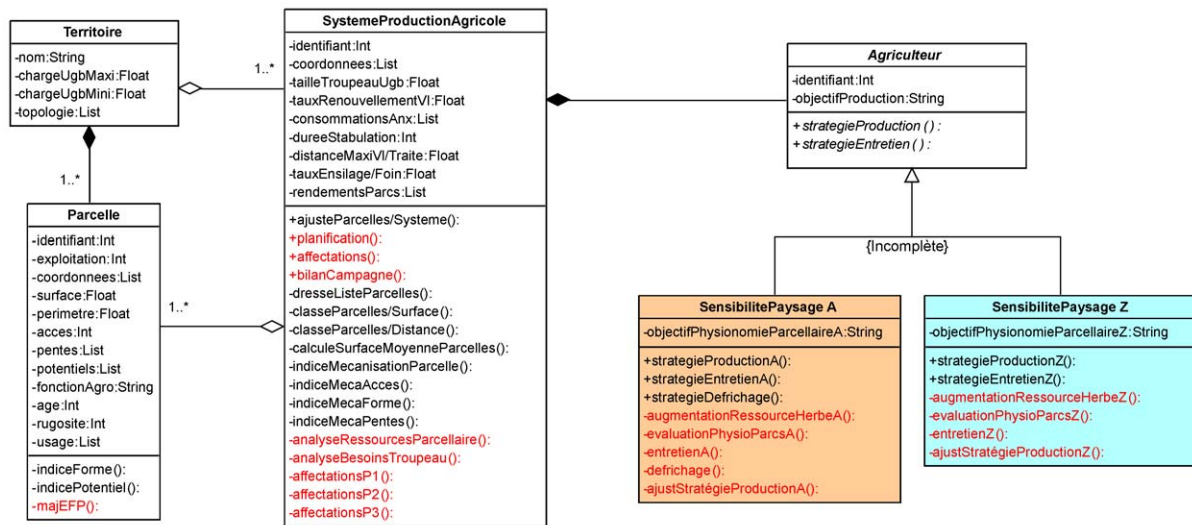 Territoire
-nom:String
-chargeUgbMaxi:Float
-chargeUgbMini:Float
-topologie:List
1..*
1..*
Parcelle
-identifiant:Int
-exploitation:Int
-coordonnees:List
-surface:Float
-perimetre:Float
-acces:Int
-pentes:List
-potentiels:List
-fonctionAgro:String
-age:Int
-rugosite:Int
-usage:List
-indiceForme():
-indicePotentiel():
-majEFP():
1..*
SystemeProductionAgricole
-identifiant:Int
-coordonnees:List
-tailleTroupeauUgb:Float
-tauxRenouvellementVl:Float
-consommationsAnx:List
-dureeStabulation:Int
-distanceMaxiVl/Traite:Float
-tauxEnsilage/Foin:Float
-rendementsParcs:List
+ajusteParcelles/Systeme():
+planification():
+affectations():
+bilanCampagne():
-dresseListeParcelles():
-classeParcelles/Surface():
-classeParcelles/Distance():
-calculeSurfaceMoyenneParcelles():
-indiceMecanisationParcelle():
-indiceMecaAcces():
-indiceMecaForme():
-indiceMecaPentes():
-analyseRessourcesParcellaire():
-analyseBesoinsTroupeau():
-affectationsP1():
-affectationsP2():
-affectationsP3():
Agriculteur
-identifiant:Int
-objectifProduction:String
+strategieProduction():
+strategieEntretien():
{Incomplète}
SensibilitePaysage A
-objectifPhysionomieParcellaireA:String
+strategieProductionA():
+strategieEntretienA():
+strategieDefrichage():
-augmentationRessourceHerbeA():
-evaluationPhysioParcsA():
-entretienA():
-defrichage():
-ajustStratégieProductionA():
SensibilitePaysage Z
-objectifPhysionomieParcellaireZ:String
+strategieProductionZ():
+strategieEntretienZ():
-augmentationRessourceHerbeZ():
-evaluationPhysioParcsZ():
-entretienZ():
-ajustStratégieProductionZ():